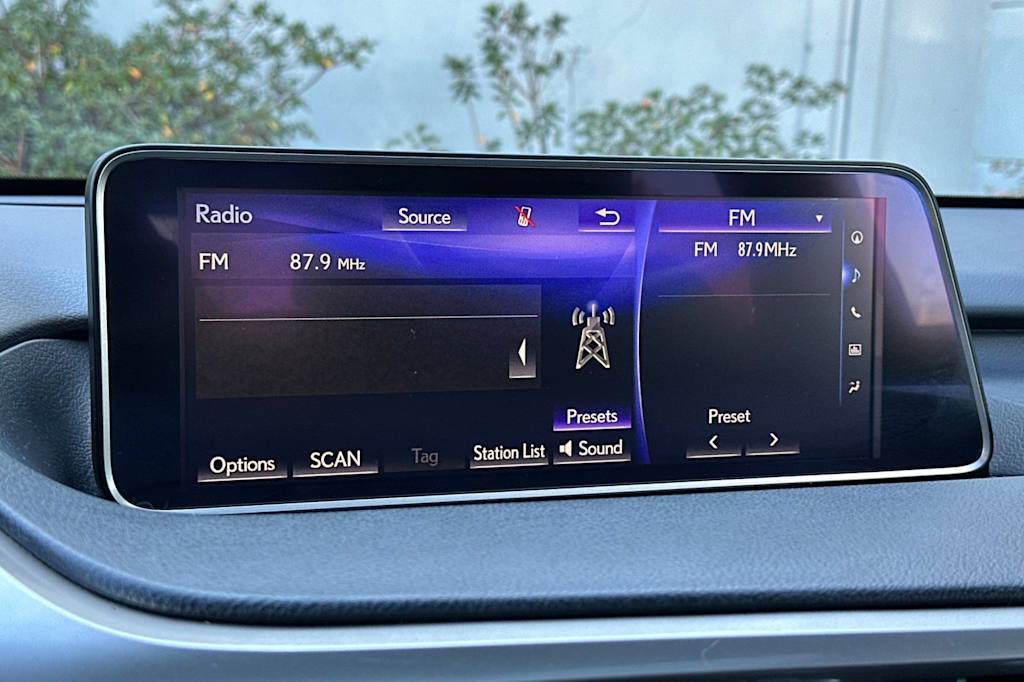 Radio
Source
FM 87.9 MHz
Presets
Options
SCAN
Tag
Station List
Sound
FM
FM 87.9MHz
Preset